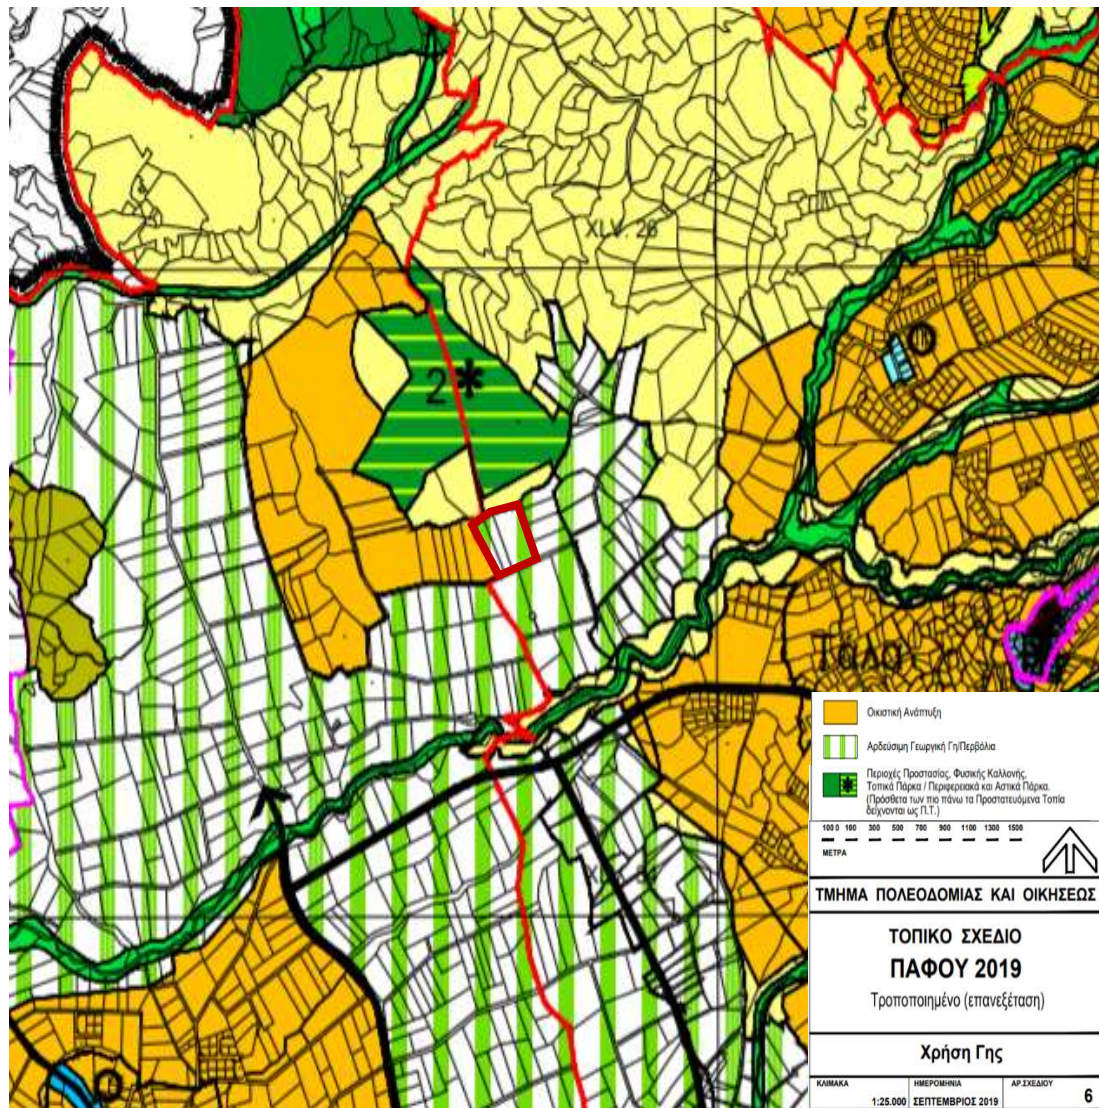 XLV. 26
2*
Τάλα
Οικιστική Ανάπτυξη
Αρδεύσιμη Γεωργική Γη/Περβόλια
Περιοχές Προστασίας, Φυσικής Καλλονής,
Τοπικά Πάρκα / Περιφερειακά και Αστικά Πάρκα.
(Πρόσθετα των πιο πάνω τα Προστατευόμενα Τοπία
δείχνονται ως Π.Τ.)
100 0 100 300 500 700 900 1100 1300 1500
ΜΕΤΡΑ
ΤΜΗΜΑ ΠΟΛΕΟΔΟΜΙΑΣ ΚΑΙ ΟΙΚΗΣΕΩΣ
ΤΟΠΙΚΟ ΣΧΕΔΙΟ
ΠΑΦΟΥ 2019
Τροποποιημένο (επανεξέταση)
Χρήση Γης
ΚΛΙΜΑΚΑ ΗΜΕΡΟΜΗΝΙΑ ΑΡ.ΣΧΕΔΙΟΥ
1:25.000 ΣΕΠΤΕΜΒΡΙΟΣ 2019 6